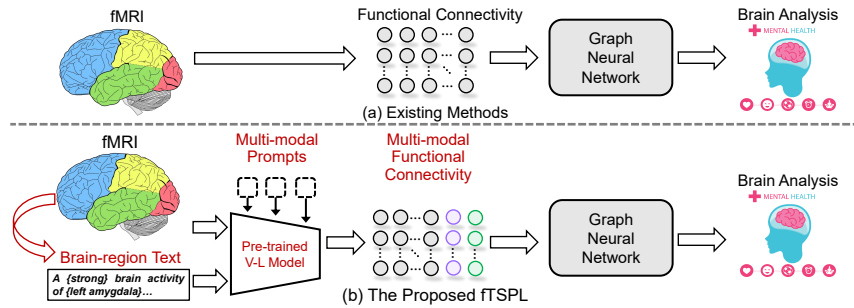 fMRI
Functional Connectivity
Graph
Neural
Network
Brain Analysis
MENTAL HEALTH
(a) Existing Methods
fMRI
Multi-modal
Prompts
Multi-modal
Functional
Connectivity
Brain Analysis
MENTAL HEALTH
Pre-trained
V-L Model
Graph
Neural
Network
Brain-region Text
A {strong} brain activity
of {left amygdala}…
(b) The Proposed fTSPL